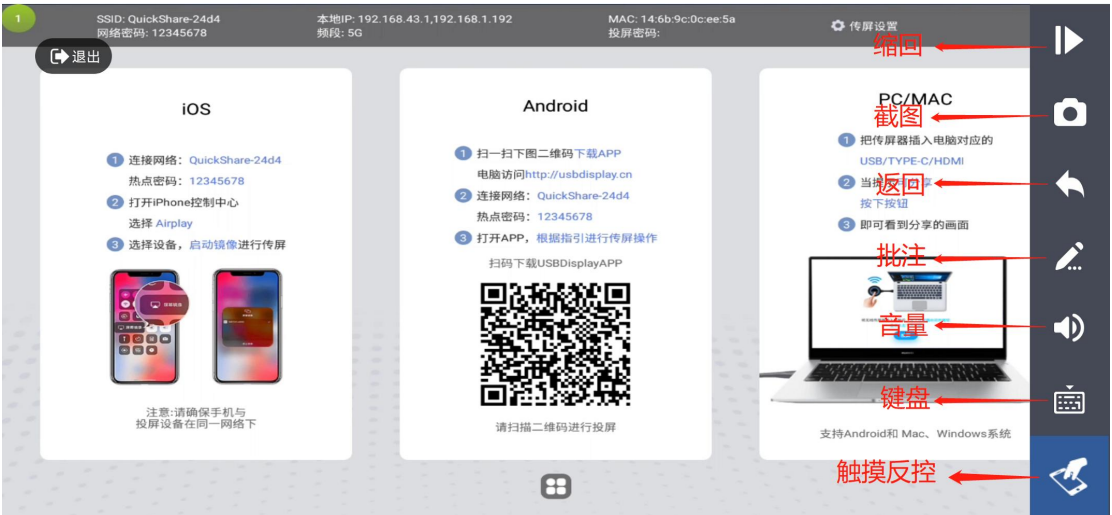 1
SSID: QuickShare-24d4
网络密码: 12345678
本地IP: 192.168.43.1,192.168.1.192
频段: 5G
MAC: 14:6b:9c:0c:ee:5a
投屏密码:
传屏设置
退出
iOS
1 连接网络：QuickShare-24d4
热点密码：12345678
2 打开iPhone控制中心
选择 Airplay
3 选择设备，启动镜像进行传屏
注意:请确保手机与
投屏设备在同一网络下
Android
1 扫一扫下图二维码下载APP
电脑访问http://usbdisplay.cn
2 连接网络：QuickShare-24d4
热点密码：12345678
3 打开APP，根据指引进行传屏操作
扫码下载USBDisplayAPP
请扫描二维码进行投屏
PC/MAC
1 把传屏器插入电脑对应的
USB/TYPE-C/HDMI
2 当提
按下按钮
3 即可看到分享的画面
支持Android和 Mac、Windows系统
缩回
截图
返回
批注
音量
键盘
触摸反控